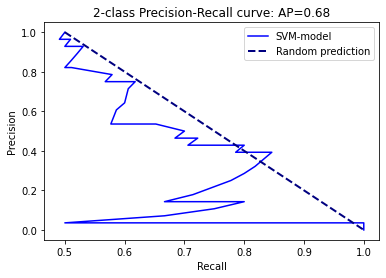 2-class Precision-Recall curve: AP=0.68
SVM-model
Random prediction
Precision
1.0
0.8
0.6
0.4
0.2
0.0
0.5
0.6
0.7
0.8
0.9
1.0
Recall